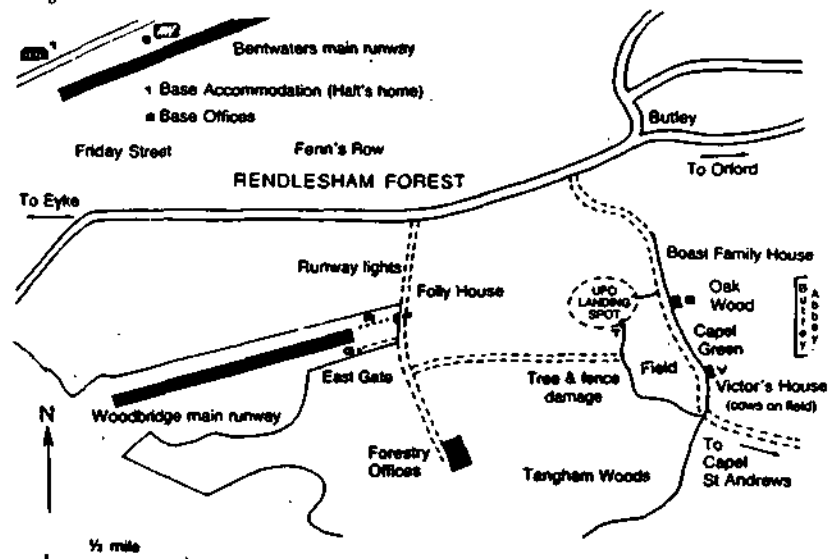 Bentwaters main runway
Base Accommodation (Halt's home)
Base Offices
Friday Street
Fenn's Row
Butley
To Orford
RENDLESHAM FOREST
To Eyke
Boast Family House
Runway lights
Folly House
UFO
LANDING
SPOT
Oak
Wood
Butley
Abbey
Capel
Green
East Gate
Tree & fence
damage
Field
Victor's House
(cows on field)
Woodbridge main runway
N
Forestry
Offices
Tangham Woods
To
Capel
St Andrews
½ mile